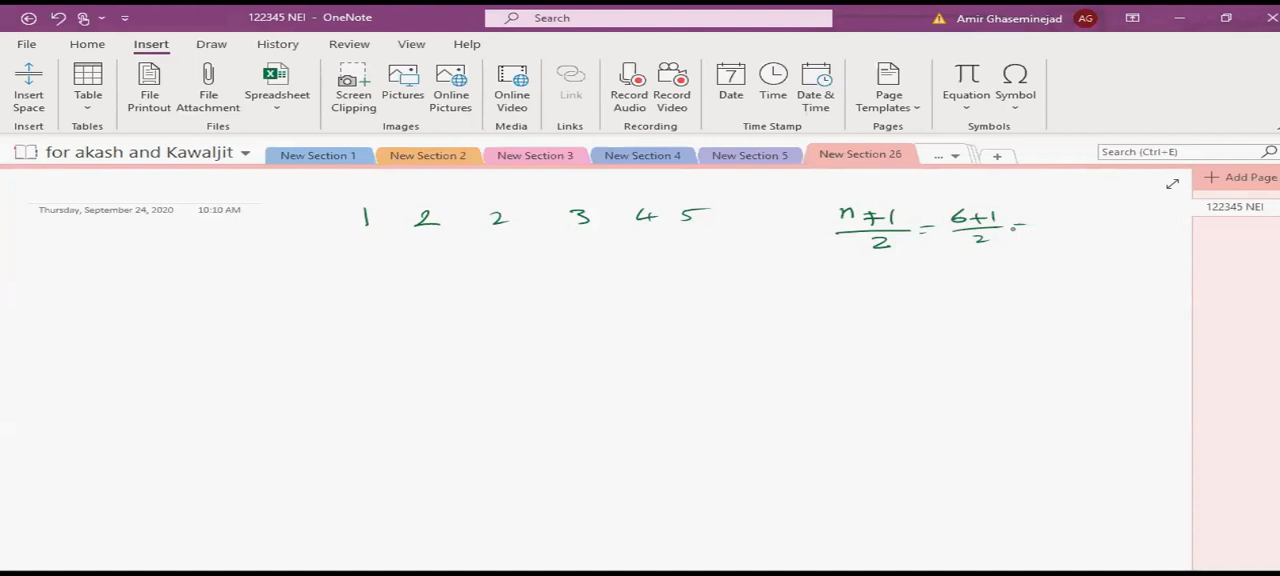 122345 NEI - OneNote
Search
Amir Ghaseminejad AG
File Home Insert Draw History Review View Help
Insert Space Table File Printout File Attachment Spreadsheet Screen Clipping Pictures Online Pictures Online Video Link Record Audio Record Video Date Time Date & Time Page Templates Equation Symbol
Insert Tables Files Images Media Links Recording Time Stamp Pages Symbols
for akash and Kawaljit New Section 1 New Section 2 New Section 3 New Section 4 New Section 5 New Section 26 ... + Search (Ctrl+E)
+ Add Page
122345 NEI
Thursday, September 24, 2020 10:10 AM
1 2 2 3 4 5
n+1/2 = 6+1/2 =